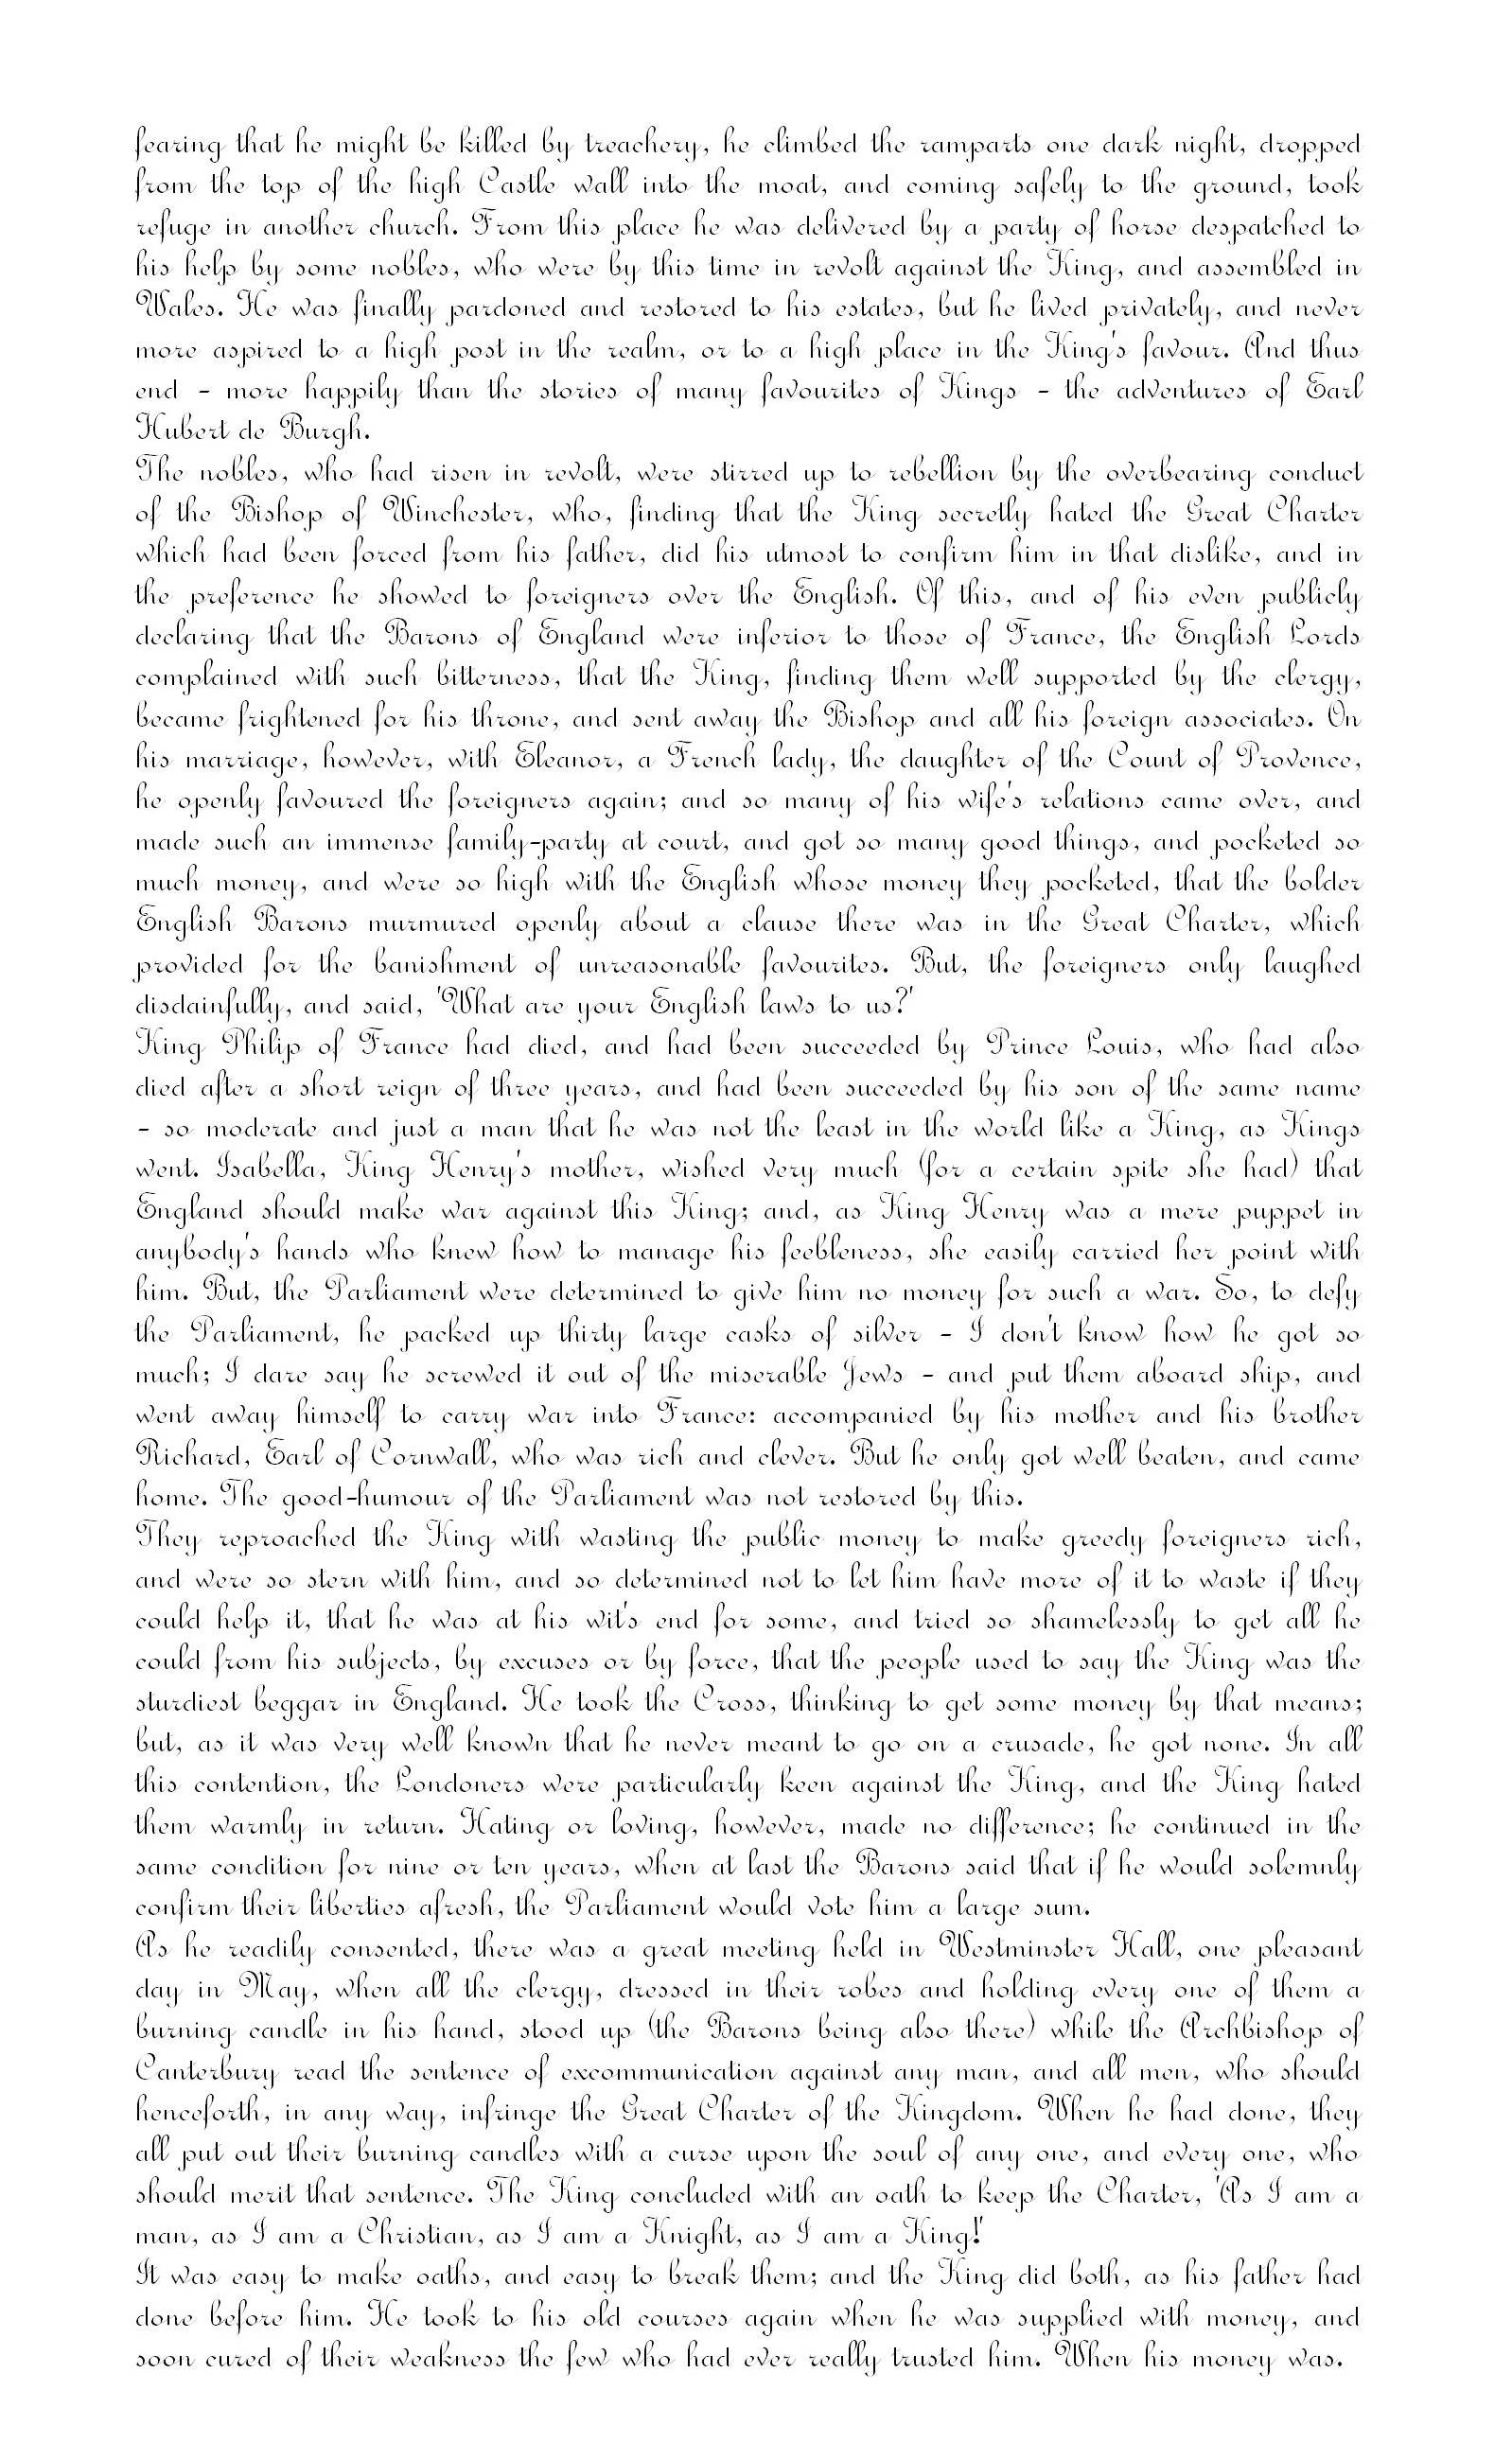 fearing that he might be killed by treachery, he climbed the ramparts one dark night, dropped
from the top of the high Castle wall into the moat, and coming safely to the ground, took
refuge in another church. From this place he was delivered by a party of horse despatched to
his help by some nobles, who were by this time in revolt against the King, and assembled in
Wales. He was finally pardoned and restored to his estates, but he lived privately, and never
more aspired to a high post in the realm, or to a high place in the King's favour. And thus
end - more happily than the stories of many favourites of Kings - the adventures of Earl
Hubert de Burgh.
The nobles, who had risen in revolt, were stirred up to rebellion by the overbearing conduct
of the Bishop of Winchester, who, finding that the King secretly hated the Great Charter
which had been forced from his father, did his utmost to confirm him in that dislike, and in
the preference he showed to foreigners over the English. Of this, and of his even publicly
declaring that the Barons of England were inferior to those of France, the English Lords
complained with such bitterness, that the King, finding them well supported by the clergy,
became frightened for his throne, and sent away the Bishop and all his foreign associates. On
his marriage, however, with Eleanor, a French lady, the daughter of the Count of Provence,
he openly favoured the foreigners again; and so many of his wife's relations came over, and
made such an immense family-party at court, and got so many good things, and pocketed so
much money, and were so high with the English whose money they pocketed, that the bolder
English Barons murmured openly about a clause there was in the Great Charter, which
provided for the banishment of unreasonable favourites. But, the foreigners only laughed
disdainfully, and said, 'What are your English laws to us?'
King Philip of France had died, and had been succeeded by Prince Louis, who had also
died after a short reign of three years, and had been succeeded by his son of the same name
- so moderate and just a man that he was not the least in the world like a King, as Kings
went. Isabella, King Henry's mother, wished very much (for a certain spite she had) that
England should make war against this King; and, as King Henry was a mere puppet in
anybody's hands who knew how to manage his feebleness, she easily carried her point with
him. But, the Parliament were determined to give him no money for such a war. So, to defy
the Parliament, he packed up thirty large casks of silver - I don't know how he got so
much; I dare say he screwed it out of the miserable Jews - and put them aboard ship, and
went away himself to carry war into France: accompanied by his mother and his brother
Richard, Earl of Cornwall, who was rich and clever. But he only got well beaten, and came
home. The good-humour of the Parliament was not restored by this.
They reproached the King with wasting the public money to make greedy foreigners rich,
and were so stern with him, and so determined not to let him have more of it to waste if they
could help it, that he was at his wit's end for some, and tried so shamelessly to get all he
could from his subjects, by excuses or by force, that the people used to say the King was the
sturdiest beggar in England. He took the Cross, thinking to get some money by that means;
but, as it was very well known that he never meant to go on a crusade, he got none. In all
this contention, the Londoners were particularly keen against the King, and the King hated
them warmly in return. Hating or loving, however, made no difference; he continued in the
same condition for nine or ten years, when at last the Barons said that if he would solemnly
confirm their liberties afresh, the Parliament would vote him a large sum.
As he readily consented, there was a great meeting held in Westminster Hall, one pleasant
day in May, when all the clergy, dressed in their robes and holding every one of them a
burning candle in his hand, stood up (the Barons being also there) while the Archbishop of
Canterbury read the sentence of excommunication against any man, and all men, who should
henceforth, in any way, infringe the Great Charter of the Kingdom. When he had done, they
all put out their burning candles with a curse upon the soul of any one, and every one, who
should merit that sentence. The King concluded with an oath to keep the Charter, 'As I am a
man, as I am a Christian, as I am a Knight, as I am a King!'
It was easy to make oaths, and easy to break them; and the King did both, as his father had
done before him. He took to his old courses again when he was supplied with money, and
soon cured of their weakness the few who had ever really trusted him. When his money was.